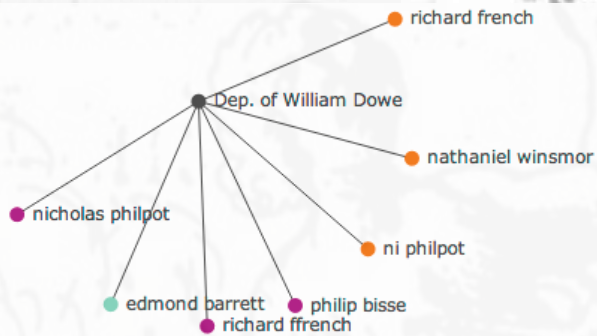 richard french
Dep. of William Dowe
nathaniel winsmor
nicholas philpot
ni philpot
edmond barrett
philip bisse
richard ffrench